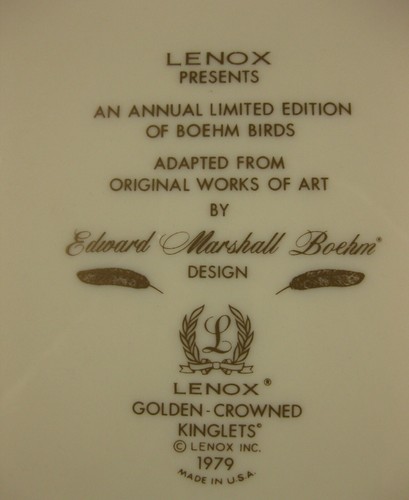 LENOX
PRESENTS
AN ANNUAL LIMITED EDITION
OF BOEHM BIRDS
ADAPTED FROM
ORIGINAL WORKS OF ART
BY
Edward Marshall Boehm®
DESIGN
L
LENOX®
GOLDEN-CROWNED
KINGLETS®
© LENOX INC.
1979
MADE IN U.S.A.